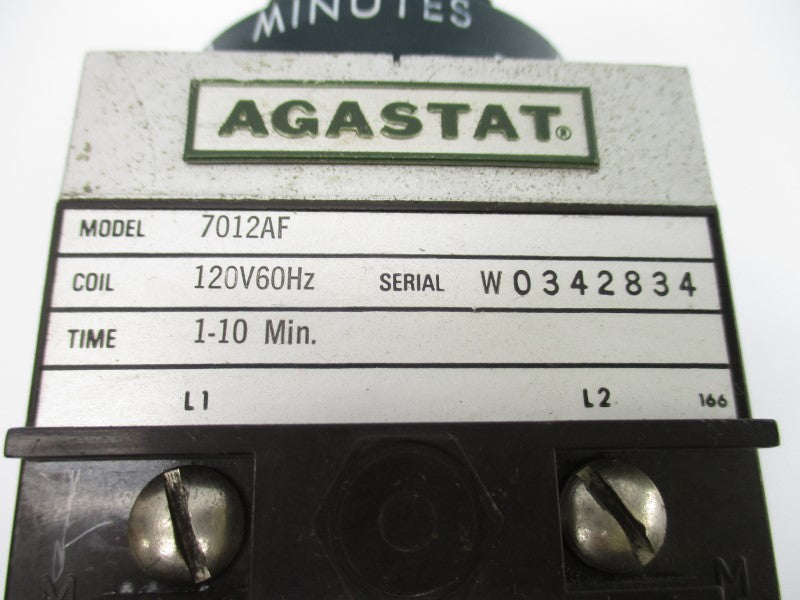 MINUTES
AGASTAT®
MODEL 7012AF
COIL 120V60Hz SERIAL W0342834
TIME 1-10 Min.
L1 L2 166
M M